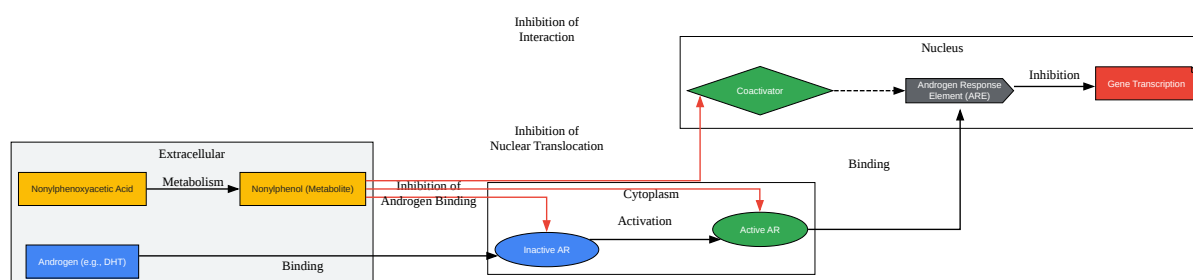 Inhibition of
Interaction
Nucleus
Coactivator
Androgen Response
Element (ARE)
Inhibition
Gene Transcription
Inhibition of
Nuclear Translocation
Binding
Extracellular
Nonylphenoxyacetic Acid
Metabolism
Nonylphenol (Metabolite)
Inhibition of
Androgen Binding
Cytoplasm
Activation
Inactive AR
Active AR
Androgen (e.g., DHT)
Binding